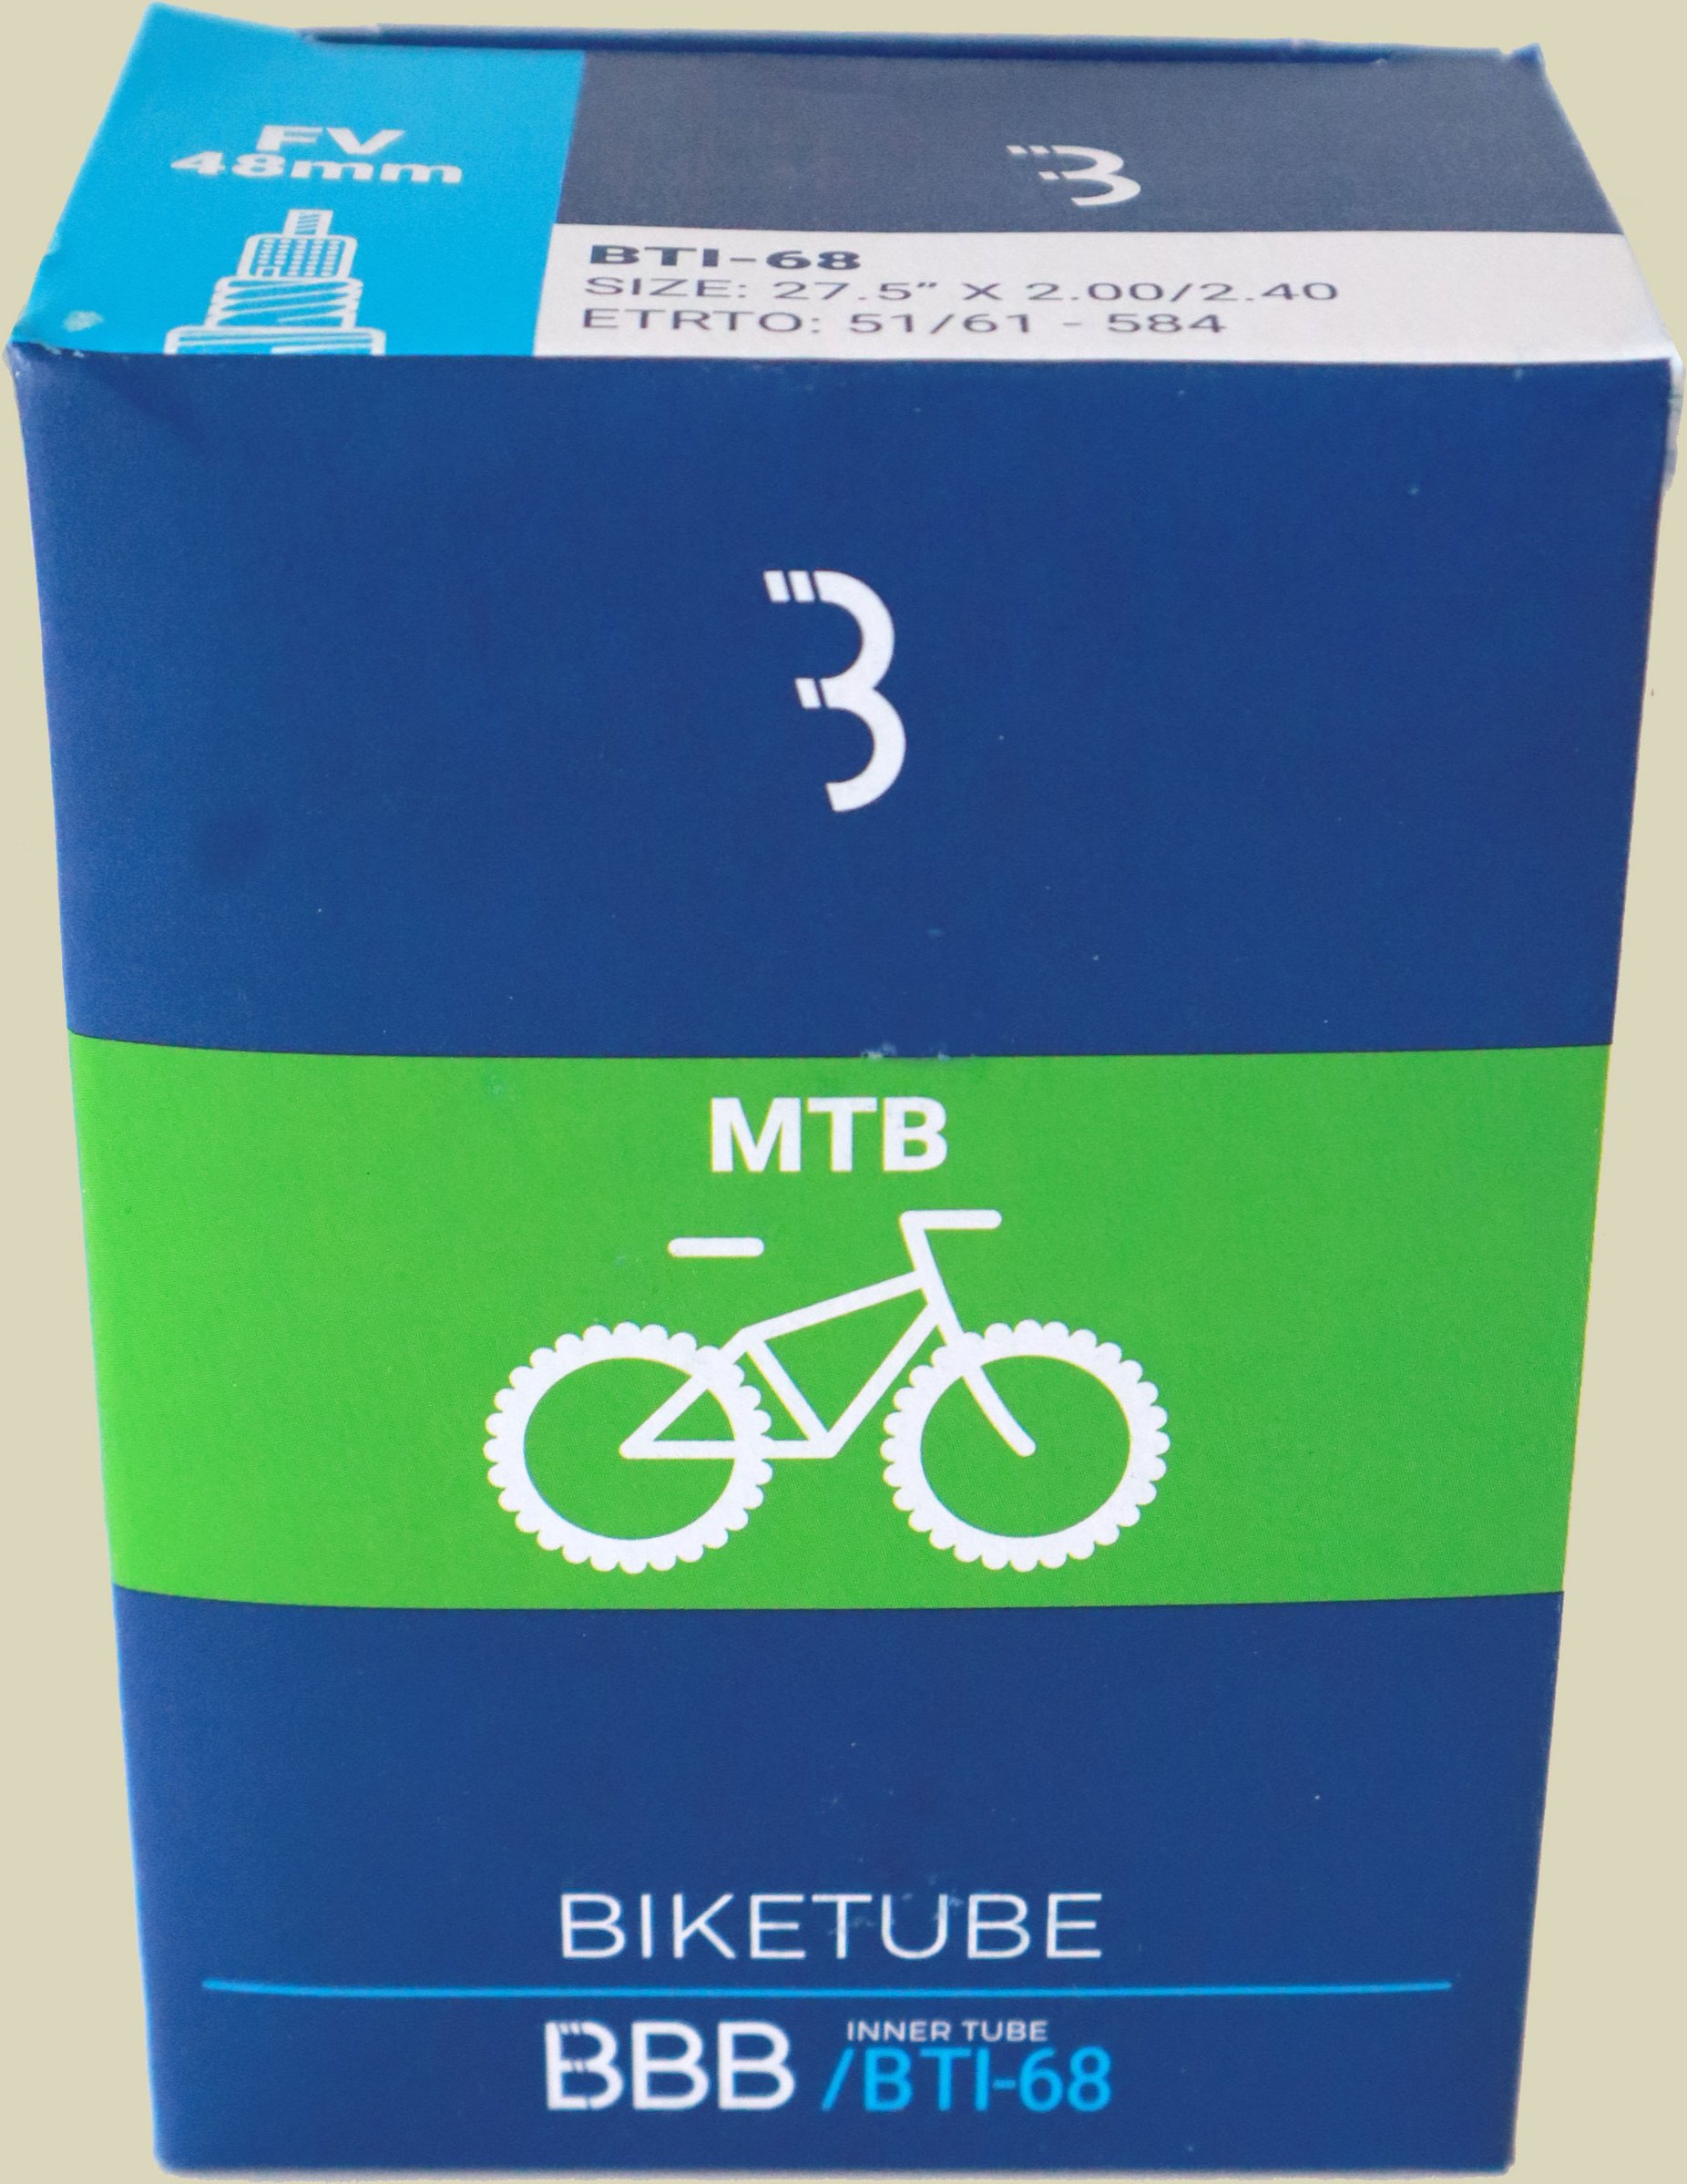 FV
48mm
BTI-68
SIZE: 27.5" X 2.00/2.40
ETRTO: 51/61 - 584
MTB
BIKETUBE
BBB
INNER TUBE
/BTI-68